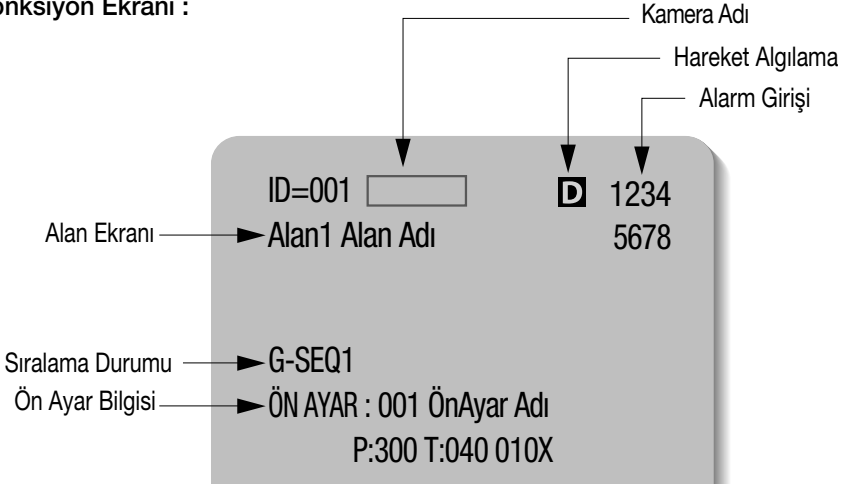 onksiyon Ekranı :
Kamera Adı
Hareket Algılama
Alarm Girişi
ID=001 D 1234
Alan Ekranı Alan1 Alan Adı 5678
Sıralama Durumu G-SEQ1
Ön Ayar Bilgisi ÖN AYAR : 001 ÖnAyar Adı
P:300 T:040 010X